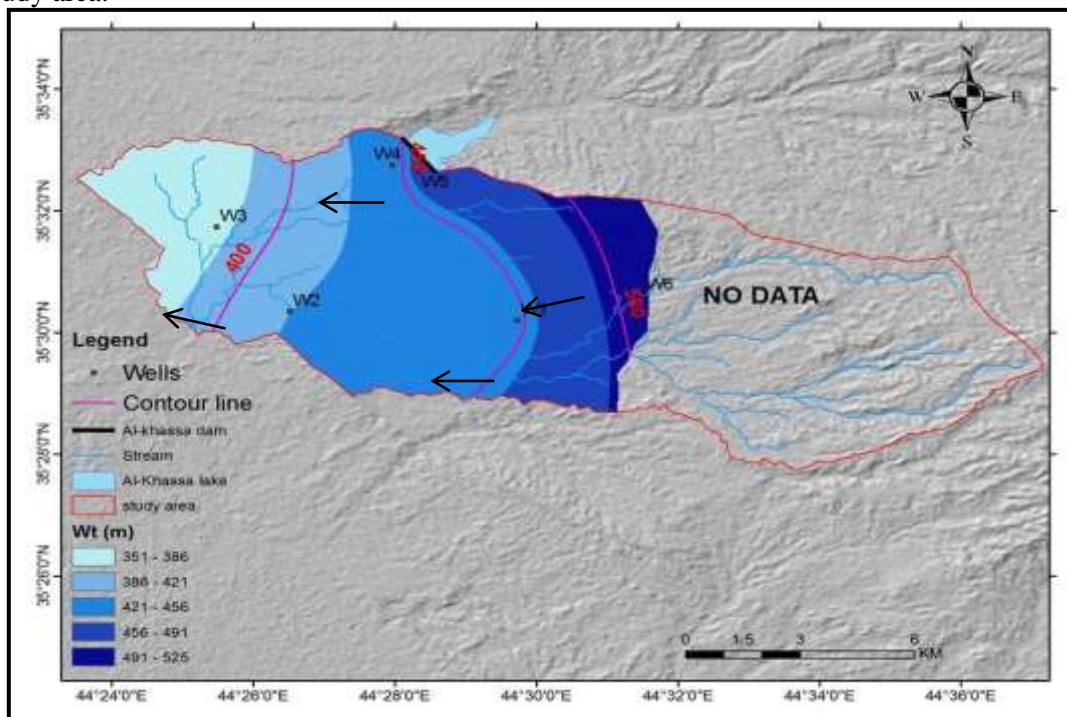 udy area.
N
W
E
S
W4
W5
W3
400
W6
W2
NO DATA
Legend
Wells
Contour line
Al-khassa dam
Stream
Al-Khassa lake
study area
Wt (m)
351 - 386
386 - 421
421 - 456
456 - 491
491 - 525
0 1.5 3 6
KM
35°34'0"N
35°32'0"N
35°30'0"N
35°28'0"N
35°26'0"N
44°24'0"E 44°26'0"E 44°28'0"E 44°30'0"E 44°32'0"E 44°34'0"E 44°36'0"E